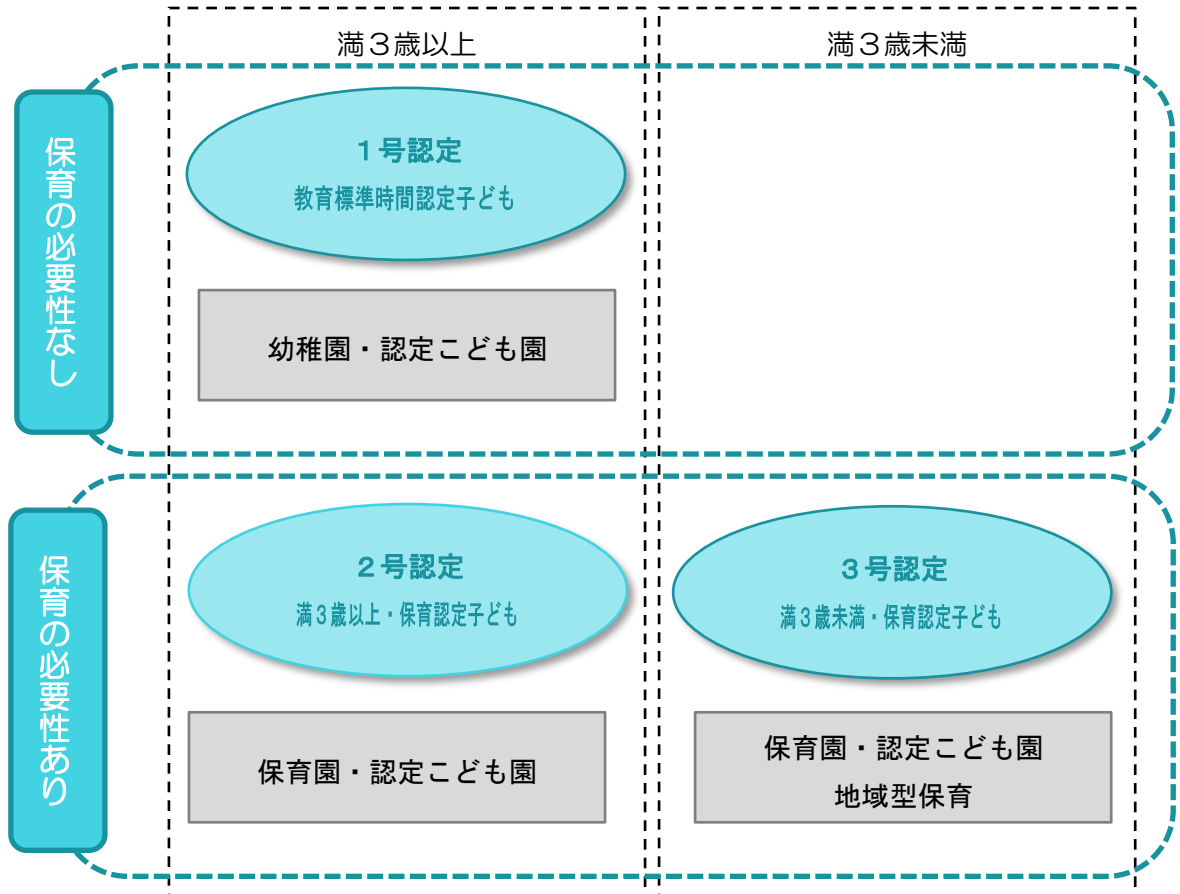 満３歳以上
満３歳未満
保育の必要性なし
１号認定
教育標準時間認定子ども
幼稚園・認定こども園
保育の必要性あり
２号認定
満３歳以上・保育認定子ども
保育園・認定こども園
３号認定
満３歳未満・保育認定子ども
保育園・認定こども園
地域型保育